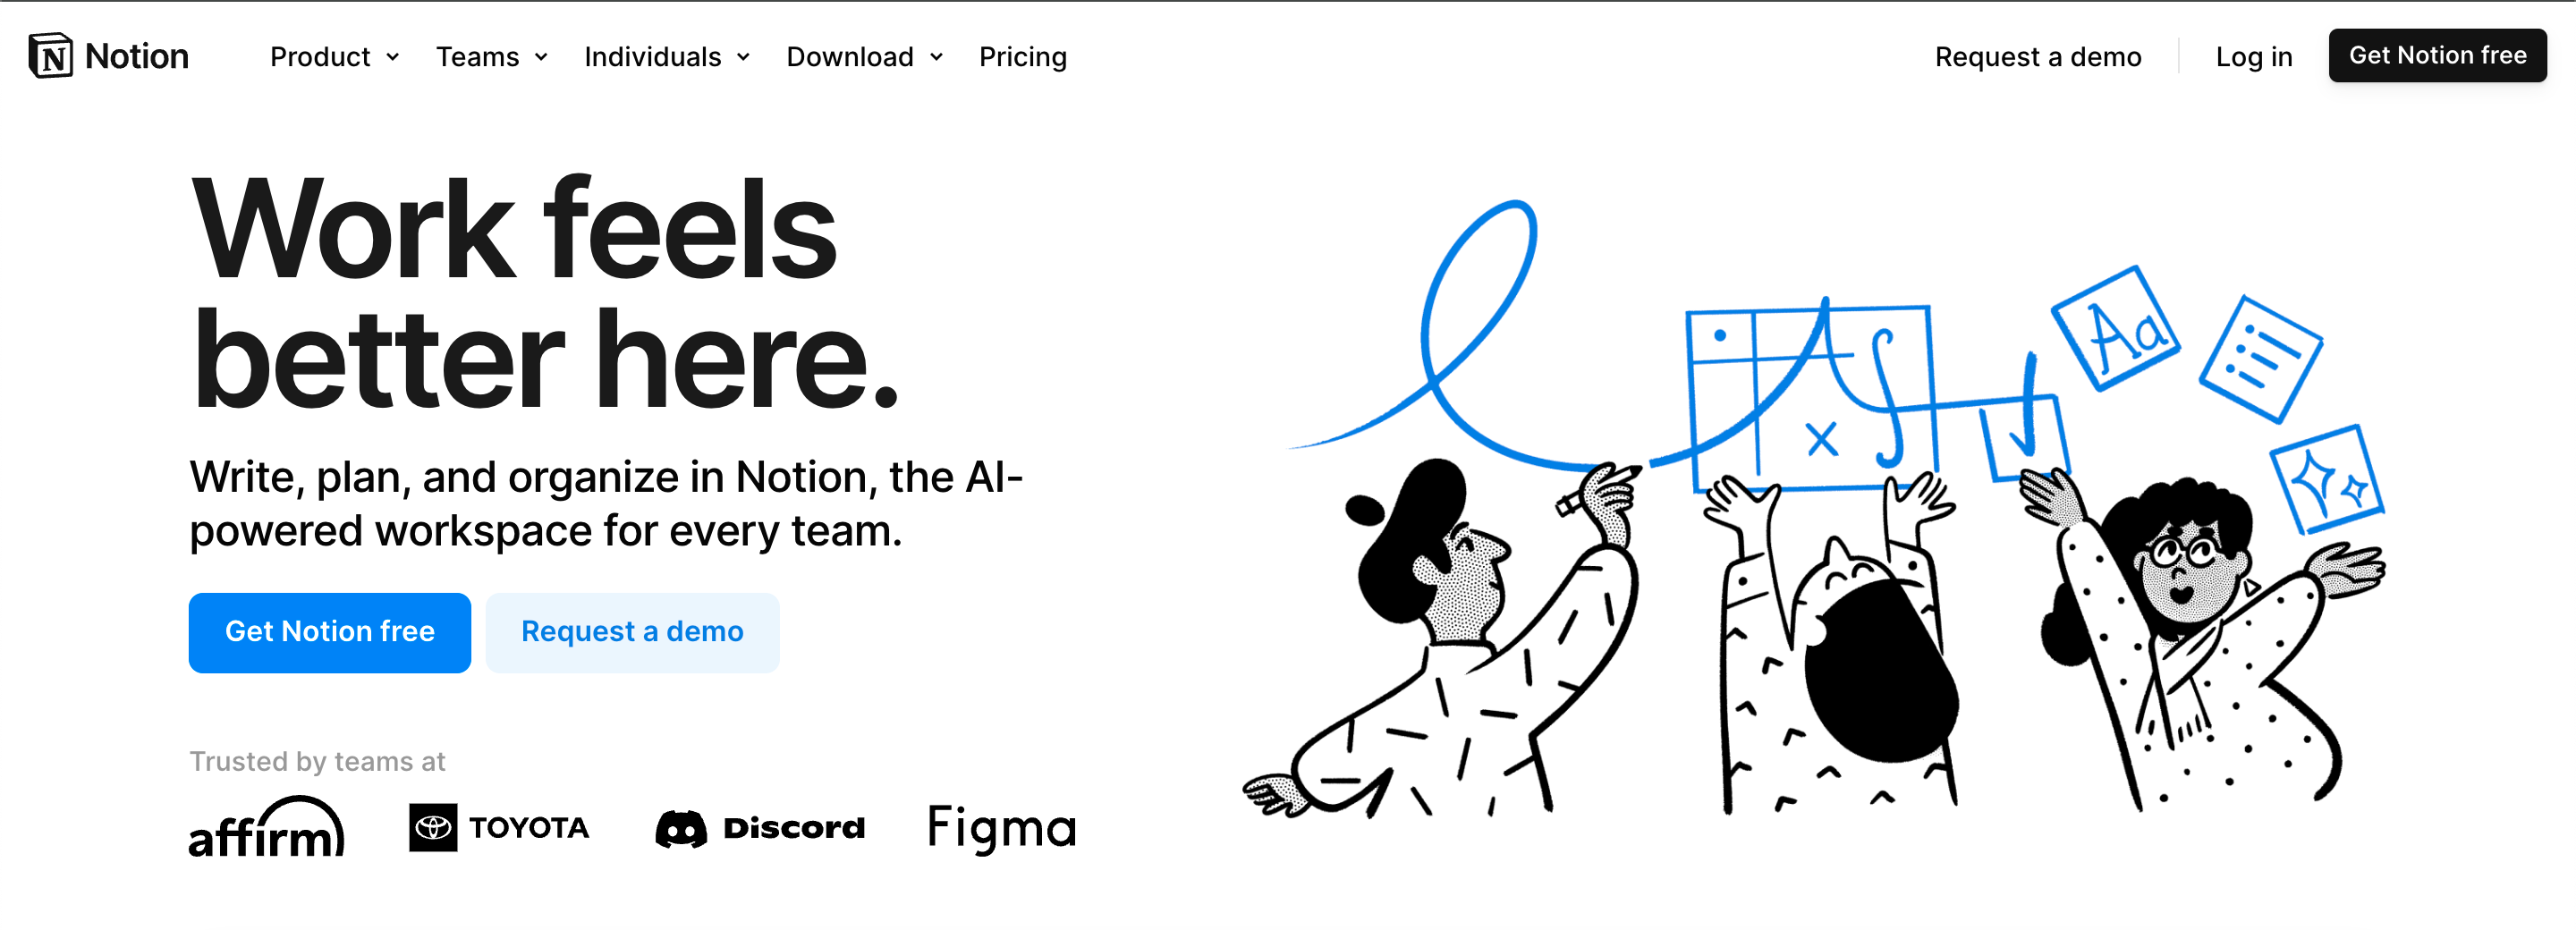 Notion
Product
Teams
Individuals
Download
Pricing
Request a demo
Log in
Get Notion free
Work feels
better here.
Write, plan, and organize in Notion, the AI-
powered workspace for every team.
Get Notion free
Request a demo
Trusted by teams at
affirm
TOYOTA
Discord
Figma
Aa